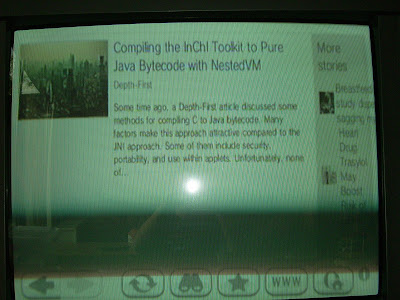 Compiling the InChI Toolkit to Pure
Java Bytecode with NestedVM
Depth-First
Some time ago, a Depth-First article discussed some
methods for compiling C to Java bytecode. Many
factors make this approach attractive compared to the
JNI approach. Some of them include security,
portability, and use within applets. Unfortunately, none
of...
More
stories
Breastfeed
study
sagging
Heart
Drug
Trasylol
May
Boost
Risk of
WWW